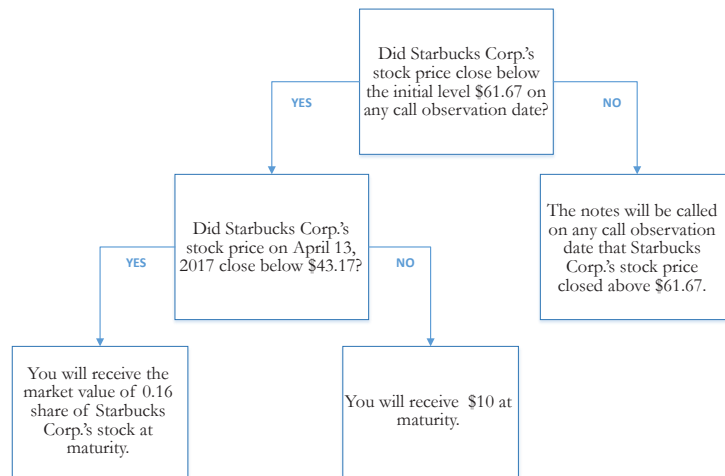 Did Starbucks Corp.'s
stock price close below
the initial level $61.67 on
any call observation date?
YES
NO
Did Starbucks Corp.'s
stock price on April 13,
2017 close below $43.17?
The notes will be called
on any call observation
date that Starbucks
Corp.'s stock price
closed above $61.67.
YES
NO
You will receive the
market value of 0.16
share of Starbucks
Corp.'s stock at
maturity.
You will receive $10 at
maturity.